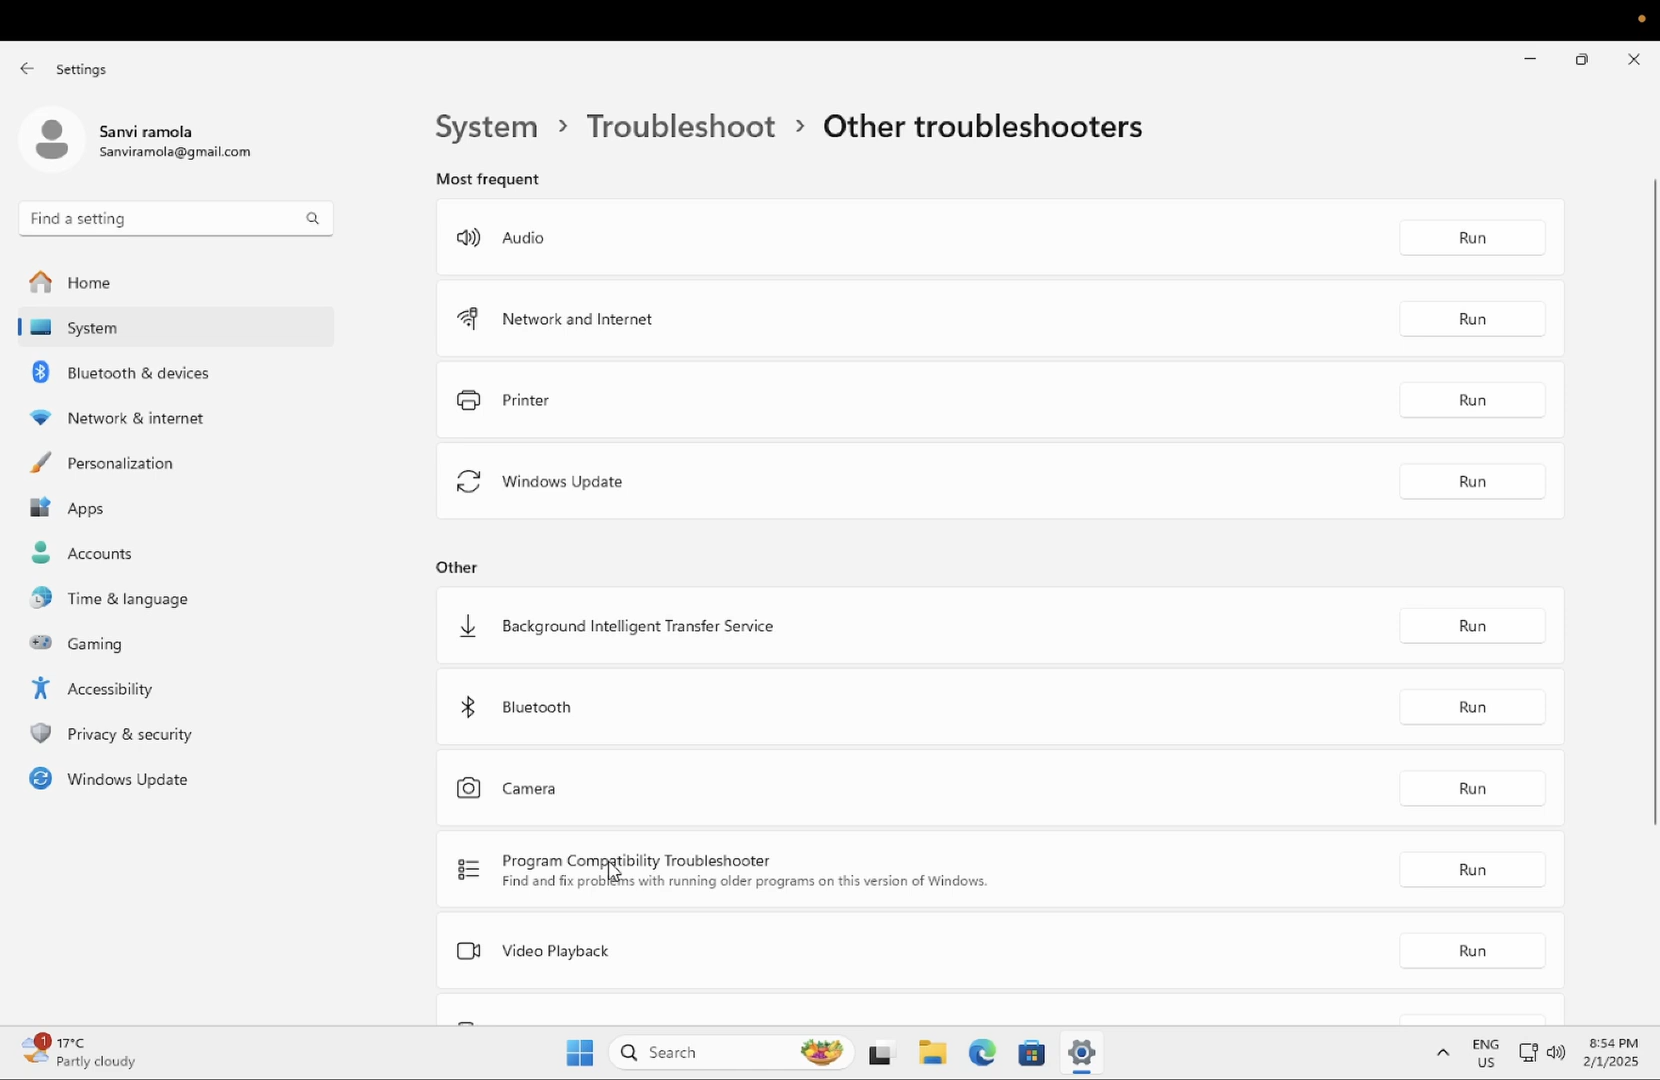 Settings
Sanvi ramola
Sanviramola@gmail.com
Find a setting
Home
System
Bluetooth & devices
Network & internet
Personalization
Apps
Accounts
Time & language
Gaming
Accessibility
Privacy & security
Windows Update
System > Troubleshoot > Other troubleshooters
Most frequent
Audio Run
Network and Internet Run
Printer Run
Windows Update Run
Other
Background Intelligent Transfer Service Run
Bluetooth Run
Camera Run
Program Compatibility Troubleshooter
Find and fix problems with running older programs on this version of Windows.
Run
Video Playback Run
1
17°C
Partly cloudy
Search
ENG
US
8:54 PM
2/1/2025